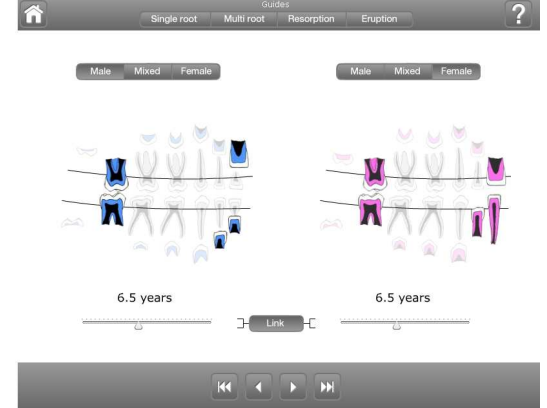 Guides
Single root Multi root Resorption Eruption
?
Male Mixed Female
Male Mixed Female
6.5 years
6.5 years
Link